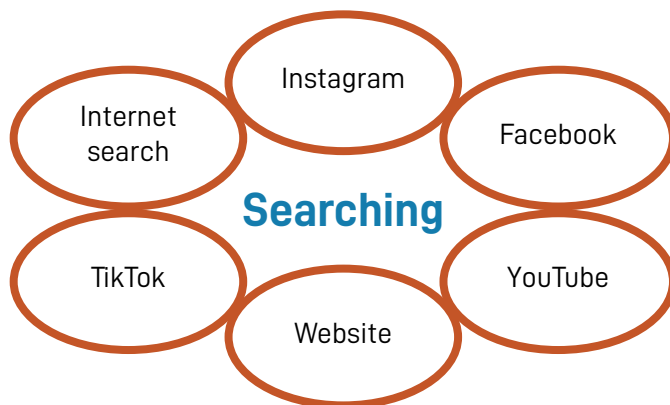 Instagram
Internet
search
Facebook
Searching
TikTok
YouTube
Website